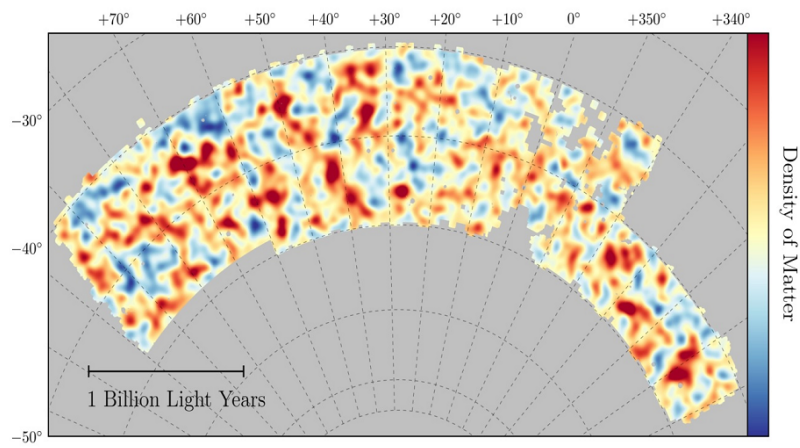 +70° +60° +50° +40° +30° +20° +10° 0° +350° +340°
−30°
−40°
−50°
1 Billion Light Years
Density of Matter